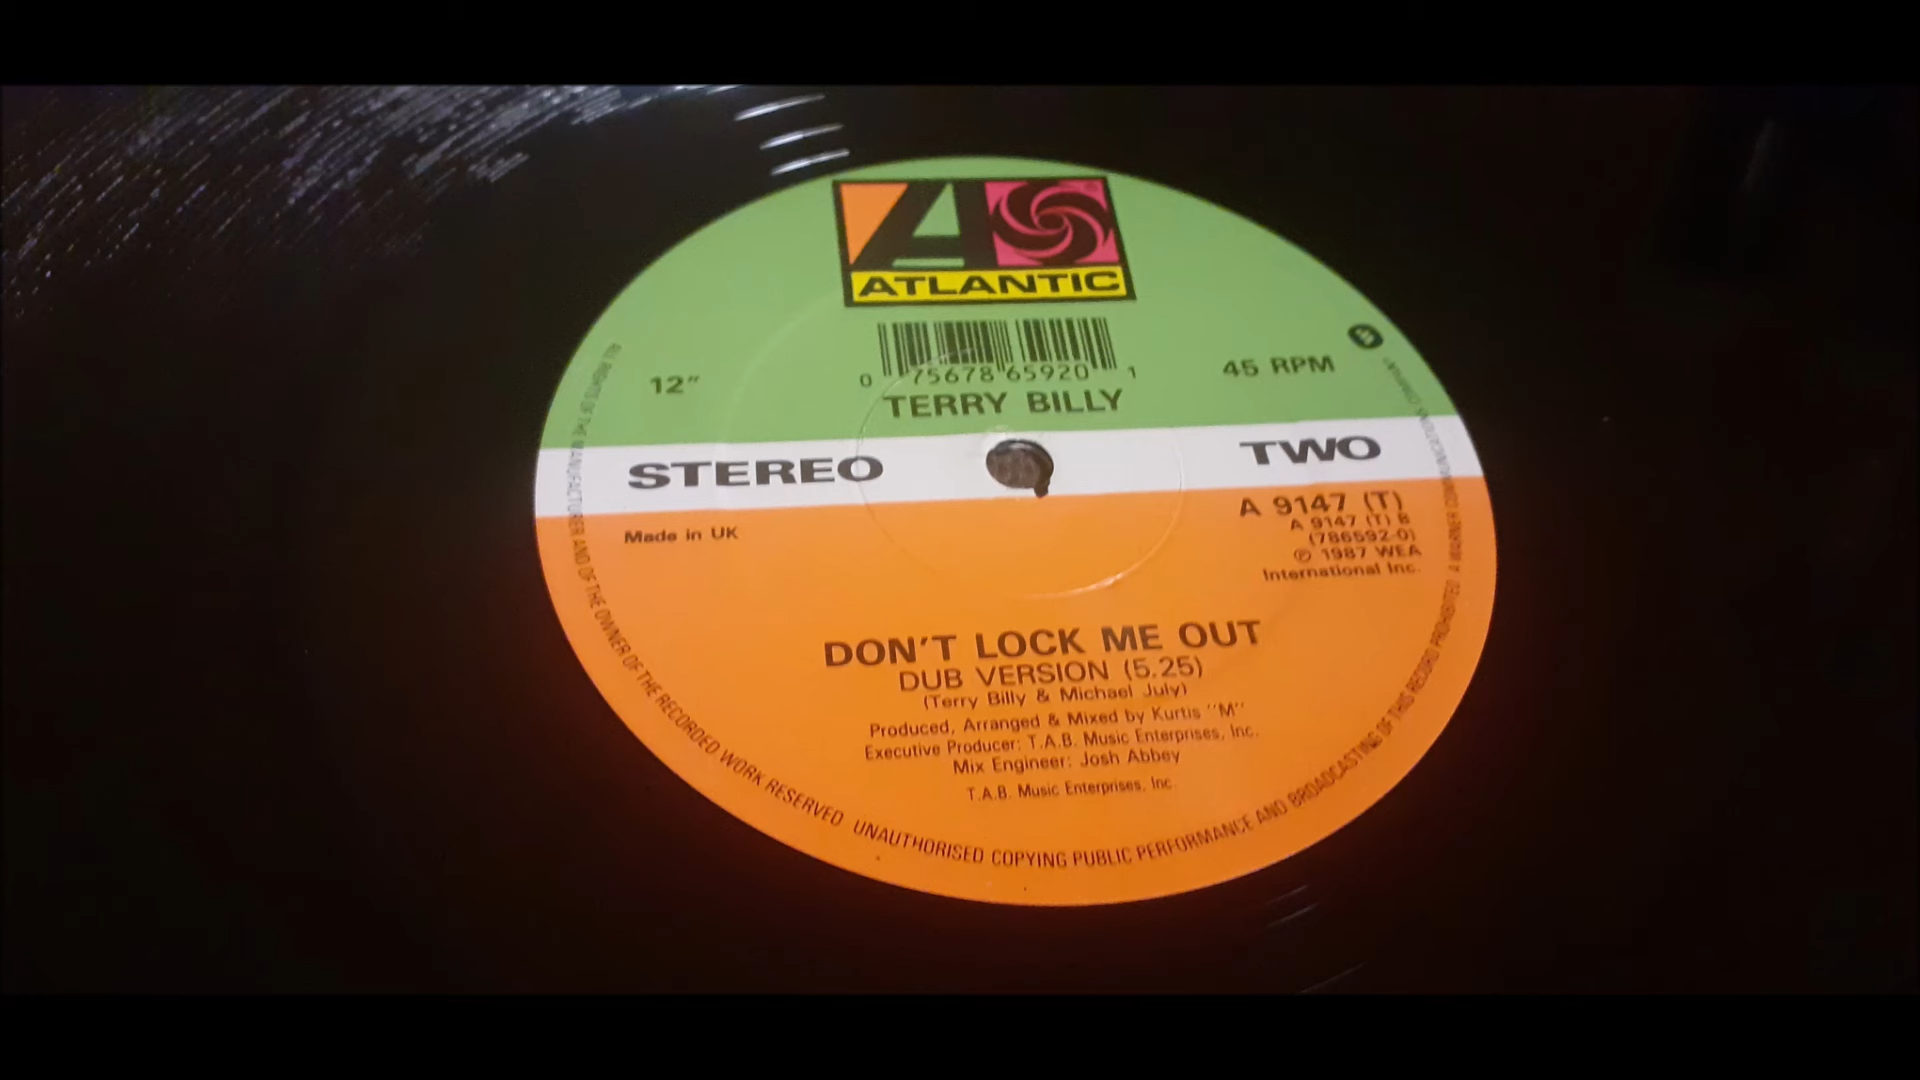 ATLANTIC
0 75678 65920 1
12"
45 RPM
TERRY BILLY
STEREO
TWO
Made in UK
A 9147 (T)
A 9147 (T) B
(786592-0)
℗ 1987 WEA
International Inc.
DON'T LOCK ME OUT
DUB VERSION (5.25)
(Terry Billy & Michael July)
Produced, Arranged & Mixed by Kurtis "M"
Executive Producer: T.A.B. Music Enterprises, Inc.
Mix Engineer: Josh Abbey
T.A.B. Music Enterprises, Inc.
ALL RIGHTS OF THE MANUFACTURER AND OF THE OWNER OF THE RECORDED WORK RESERVED UNAUTHORISED COPYING PUBLIC PERFORMANCE AND BROADCASTING OF THIS RECORD PROHIBITED A WARNER COMMUNICATIONS COMPANY